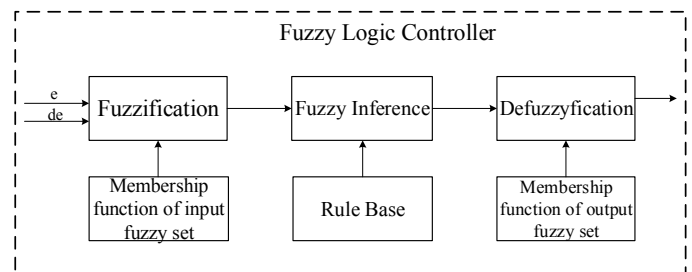 Fuzzy Logic Controller
e
de
Fuzzification
Fuzzy Inference
Defuzzyfication
Membership
function of input
fuzzy set
Rule Base
Membership
function of output
fuzzy set